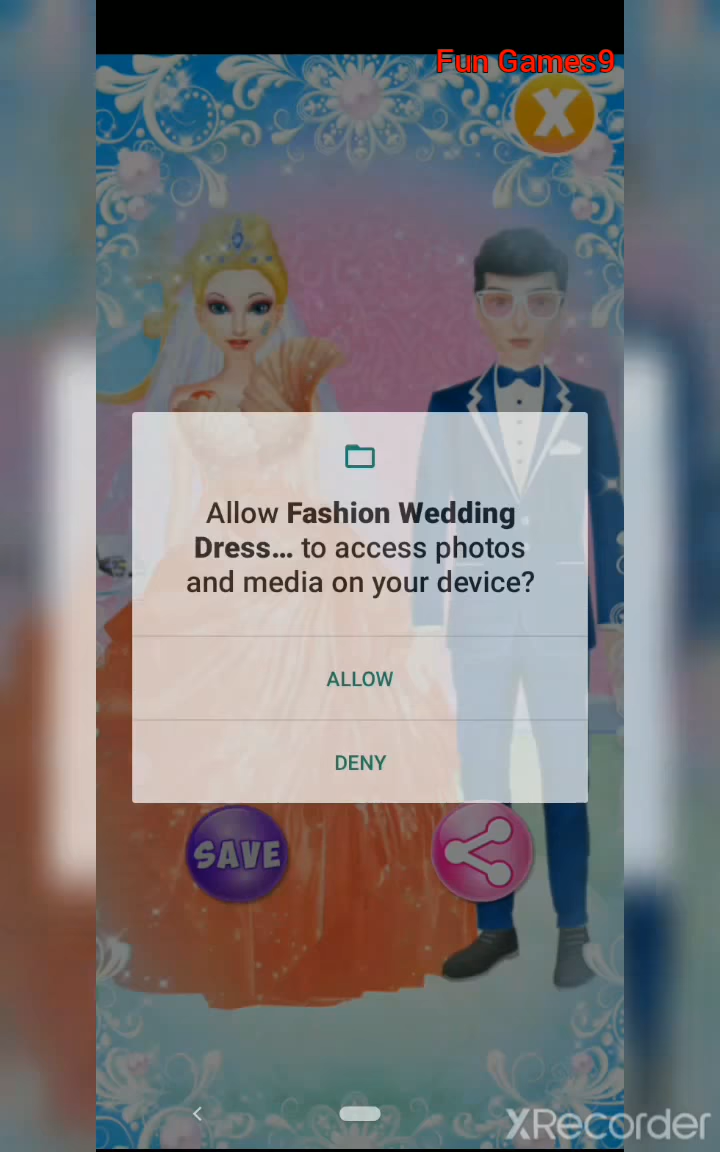 Fun Games9
X
Allow Fashion Wedding
Dress... to access photos
and media on your device?
ALLOW
DENY
SAVE
XRecorder